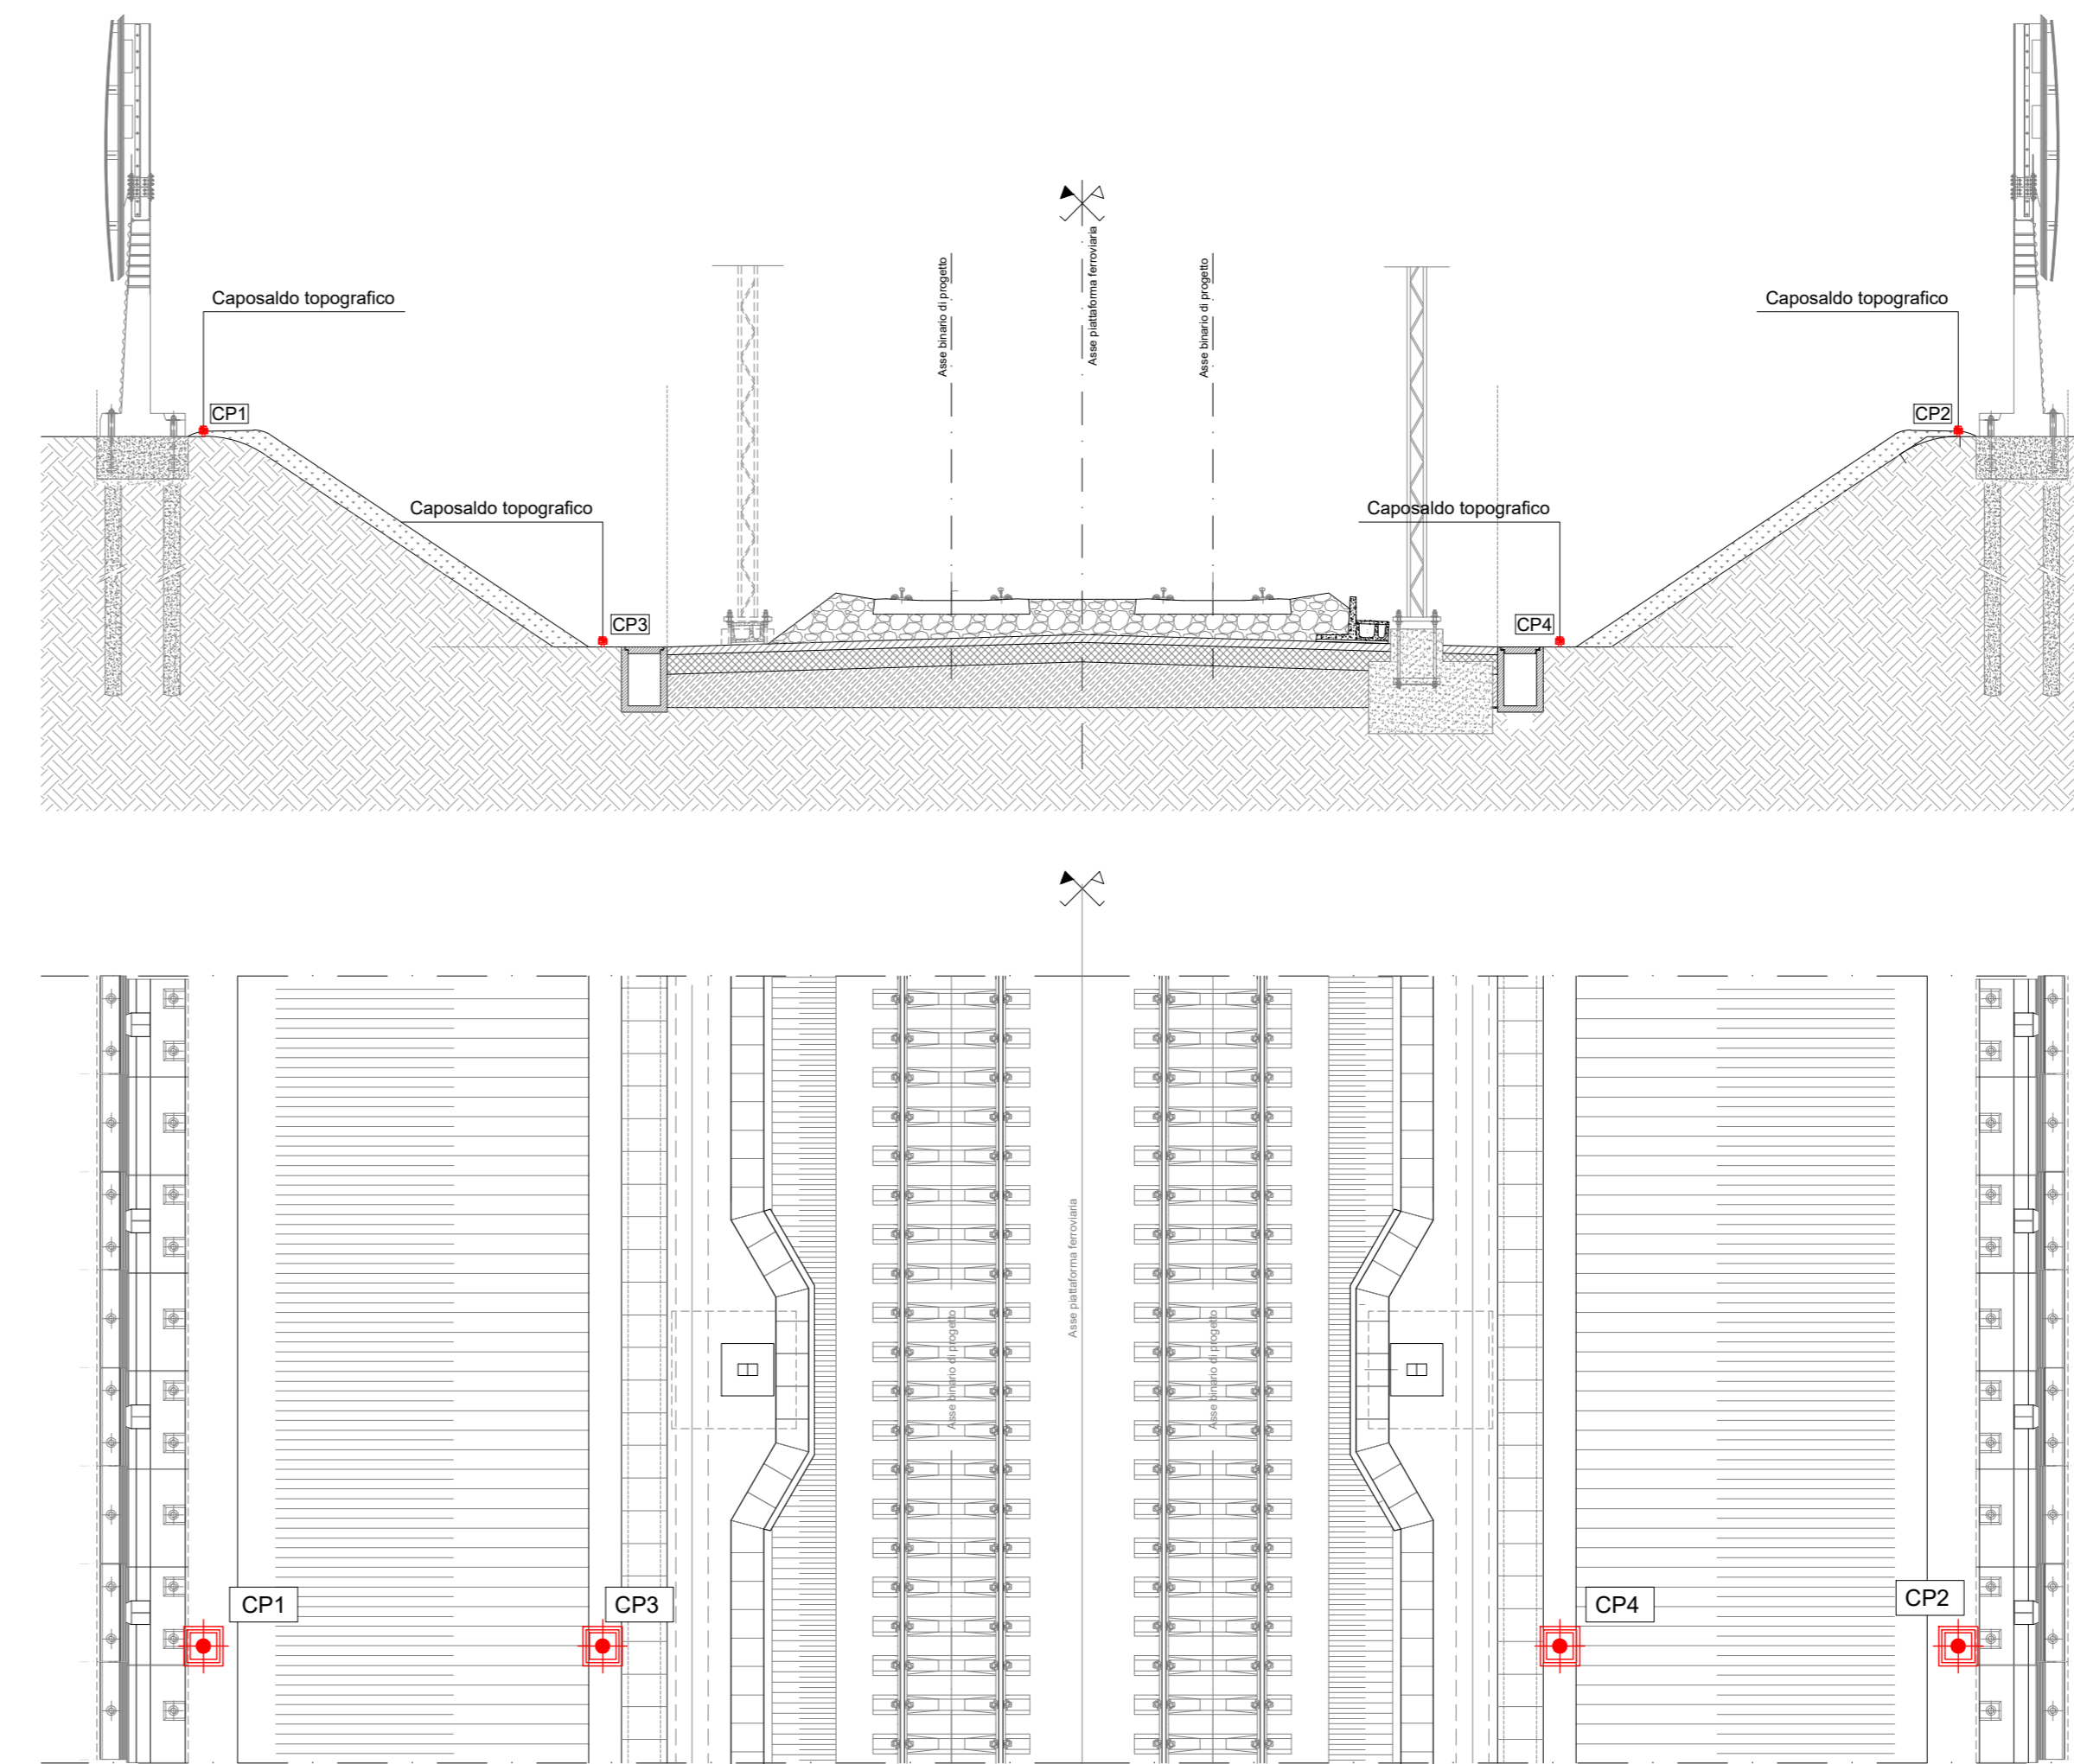 Asse piattaforma ferroviaria
Asse binario di progetto
Asse binario di progetto
Caposaldo topografico
Caposaldo topografico
CP1
CP2
Caposaldo topografico
Caposaldo topografico
CP3
CP4
Asse piattaforma ferroviaria
Asse binario di progetto
Asse binario di progetto
CP1
CP3
CP4
CP2